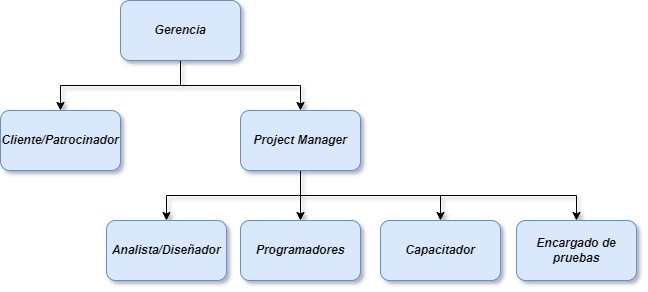 Gerencia
Cliente/Patrocinador
Project Manager
Analista/Diseñador
Programadores
Capacitador
Encargado de
pruebas